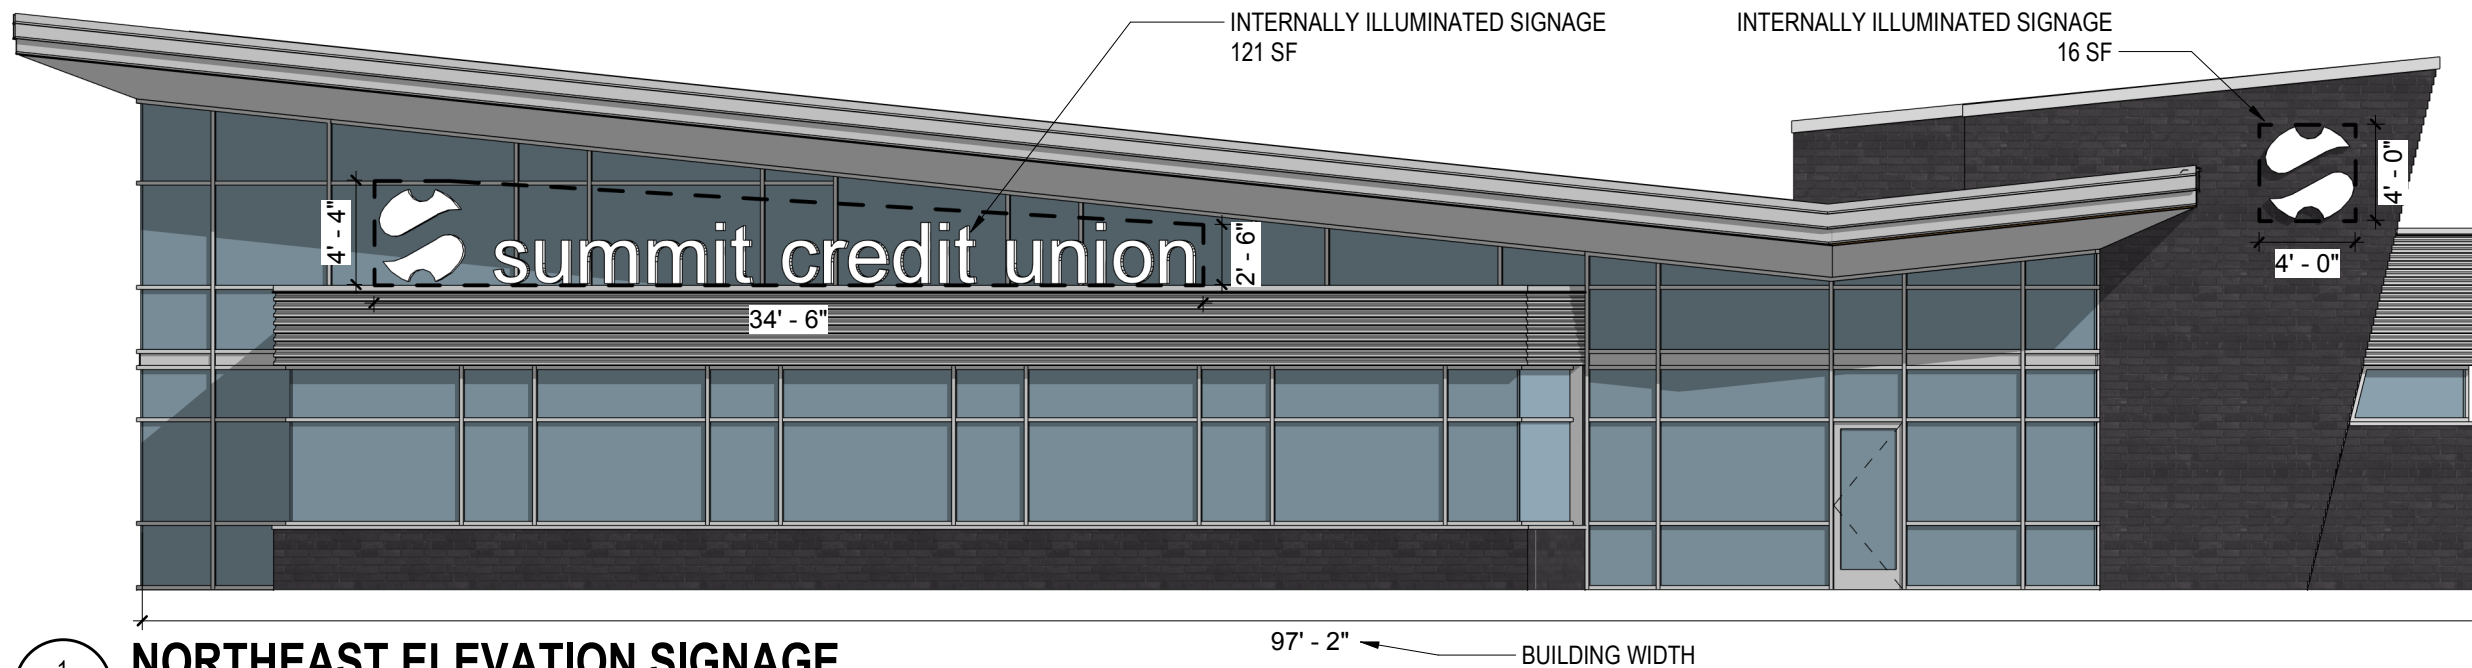 INTERNALLY ILLUMINATED SIGNAGE
121 SF
INTERNALLY ILLUMINATED SIGNAGE
16 SF
4' - 4"
summit credit union
2' - 6"
34' - 6"
4' - 0"
4' - 0"
97' - 2"
BUILDING WIDTH
1
NORTHEAST ELEVATION SIGNAGE